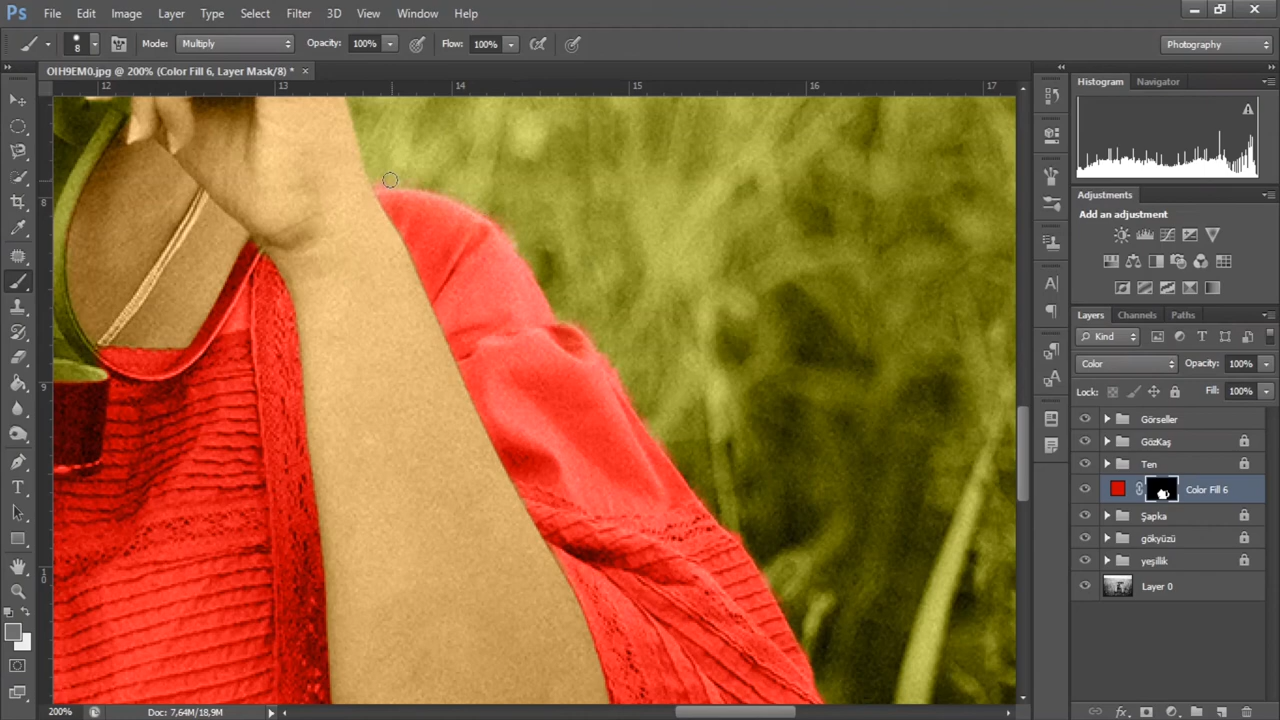 Ps File Edit Image Layer Type Select Filter 3D View Window Help
8 Mode: Multiply Opacity: 100% Flow: 100% Photography
OIH9EM0.jpg @ 200% (Color Fill 6, Layer Mask/8) * ×
12 13 14 15 16 17
8
9
10
Histogram Navigator
Adjustments
Add an adjustment
Layers Channels Paths
Kind
Color Opacity: 100%
Lock: Fill: 100%
Görseller
GözKaş
Ten
Color Fill 6
Şapka
gökyüzü
yeşillik
Layer 0
200% Doc: 7,64M/18,9M